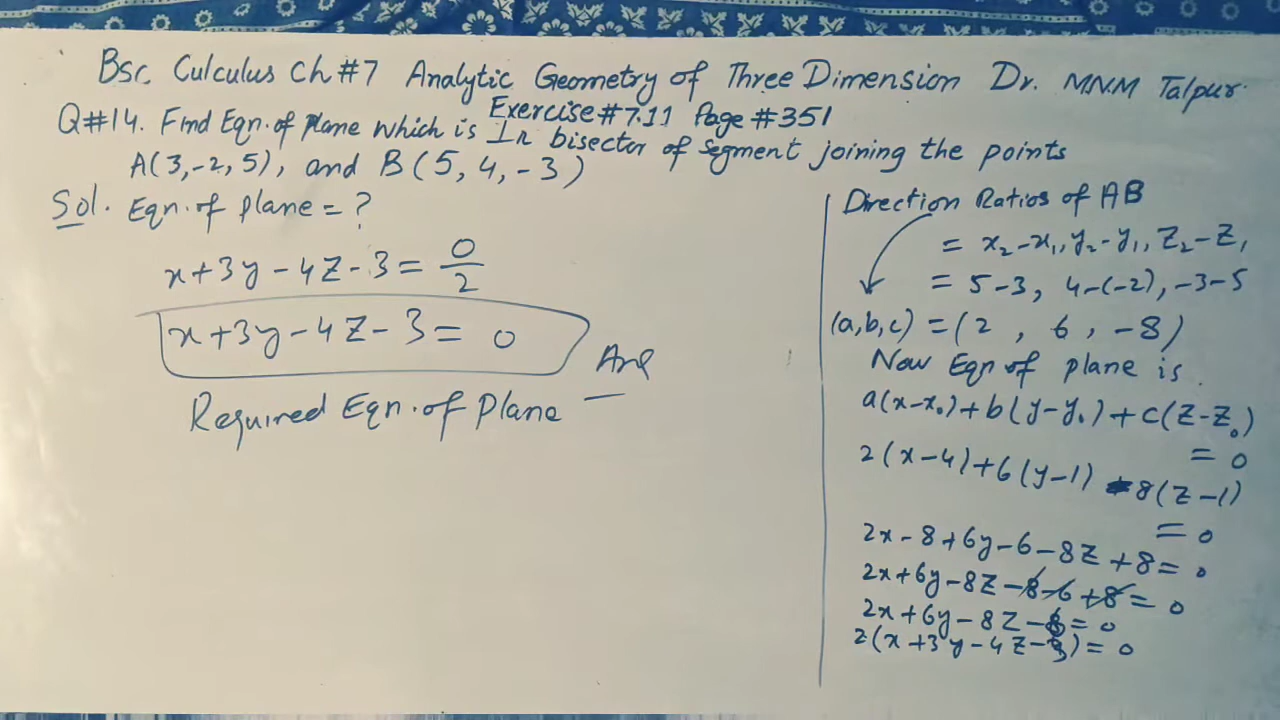 Bsc. Culculus Ch#7 Analytic Geometry of Three Dimension Dr. MNM Talpur.
Exercise#7.11 Page #351
Q#14. Find Eqn. of Plane which is ⊥r bisector of segment joining the points
A(3,-2,5), and B(5,4,-3)
Sol. Eqn. of plane = ?
x+3y-4z-3 = 0/2
x+3y-4z-3 = 0
Ans
Required Eqn. of Plane
Direction Ratios of AB
= x₂-x₁, y₂-y₁, z₂-z₁
= 5-3, 4-(-2), -3-5
(a,b,c) = (2, 6, -8)
Now Eqn of plane is.
a(x-x₀)+b(y-y₀)+c(z-z₀)
= 0
2(x-4)+6(y-1) -8(z-1)
= 0
2x-8+6y-6-8z+8= 0
2x+6y-8z-8-6+8= 0
2x+6y-8z-6= 0
2(x+3y-4z-3)= 0